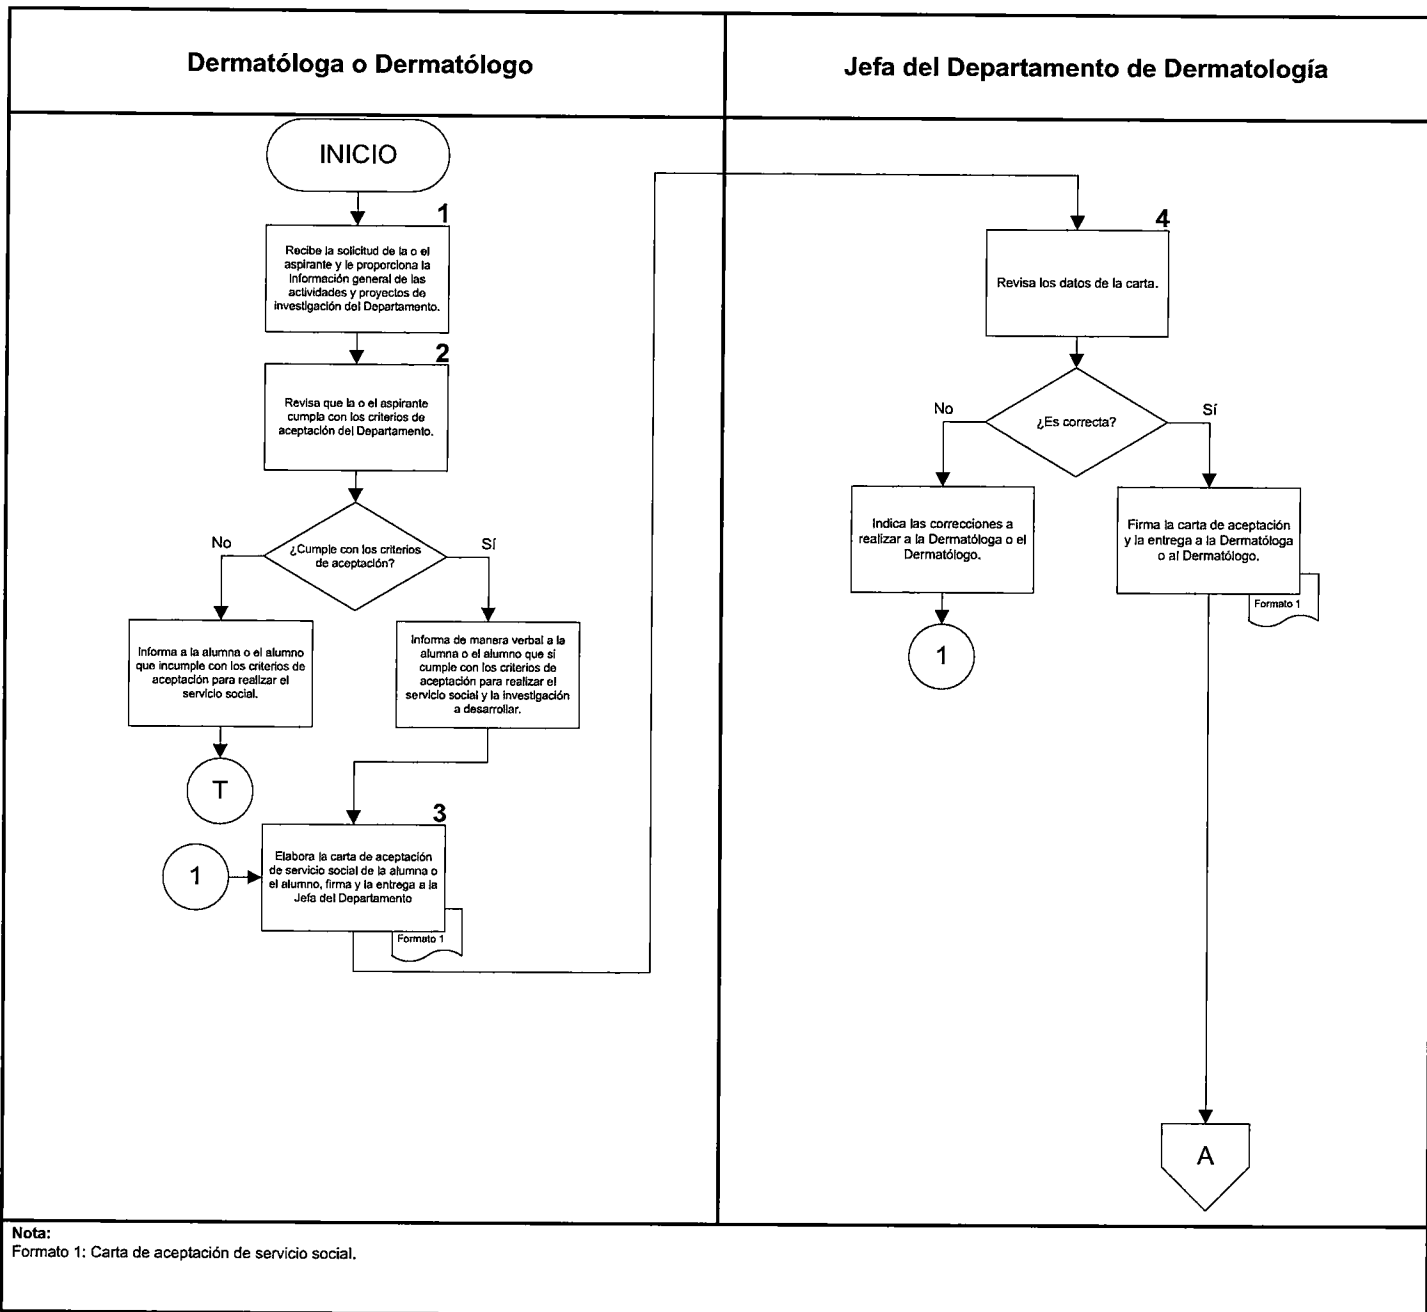 Dermatóloga o Dermatólogo
Jefa del Departamento de Dermatología
INICIO
1
Recibe la solicitud de la o el
aspirante y le proporciona la
información general de las
actividades y proyectos de
investigación del Departamento.
2
Revisa que la o el aspirante
cumpla con los criterios de
aceptación del Departamento.
¿Cumple con los criterios
de aceptación?
No
Sí
Informa a la alumna o el alumno
que incumple con los criterios de
aceptación para realizar el
servicio social.
T
Informa de manera verbal a la
alumna o el alumno que sí
cumple con los criterios de
aceptación para realizar el
servicio social y la investigación
a desarrollar.
3
1
Elabora la carta de aceptación
de servicio social de la alumna o
el alumno, firma y la entrega a la
Jefa del Departamento
Formato 1
4
Revisa los datos de la carta.
¿Es correcta?
No
Sí
Indica las correcciones a
realizar a la Dermatóloga o el
Dermatólogo.
1
Firma la carta de aceptación
y la entrega a la Dermatóloga
o al Dermatólogo.
Formato 1
A
Nota:
Formato 1: Carta de aceptación de servicio social.